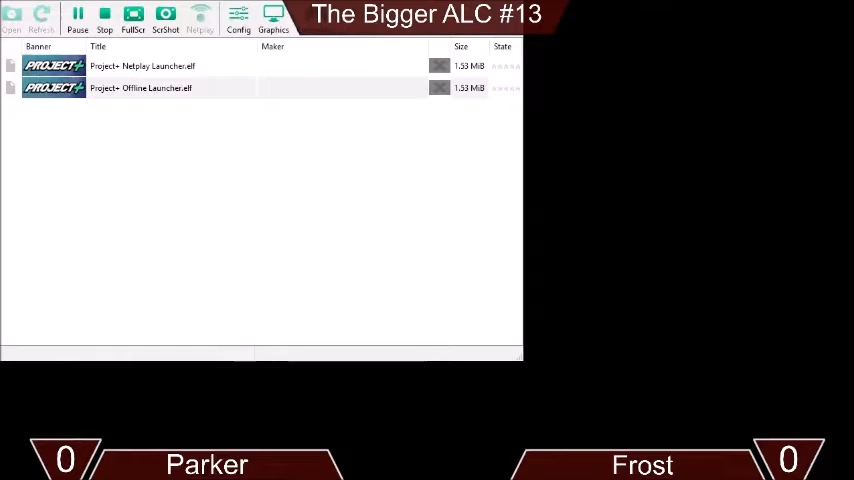 The Bigger ALC #13
Open Refresh Pause Stop FullScr ScrShot Netplay Config Graphics
Banner Title Maker Size State
PROJECT+ Project+ Netplay Launcher.elf 1.53 MiB
PROJECT+ Project+ Offline Launcher.elf 1.53 MiB
0 Parker Frost 0